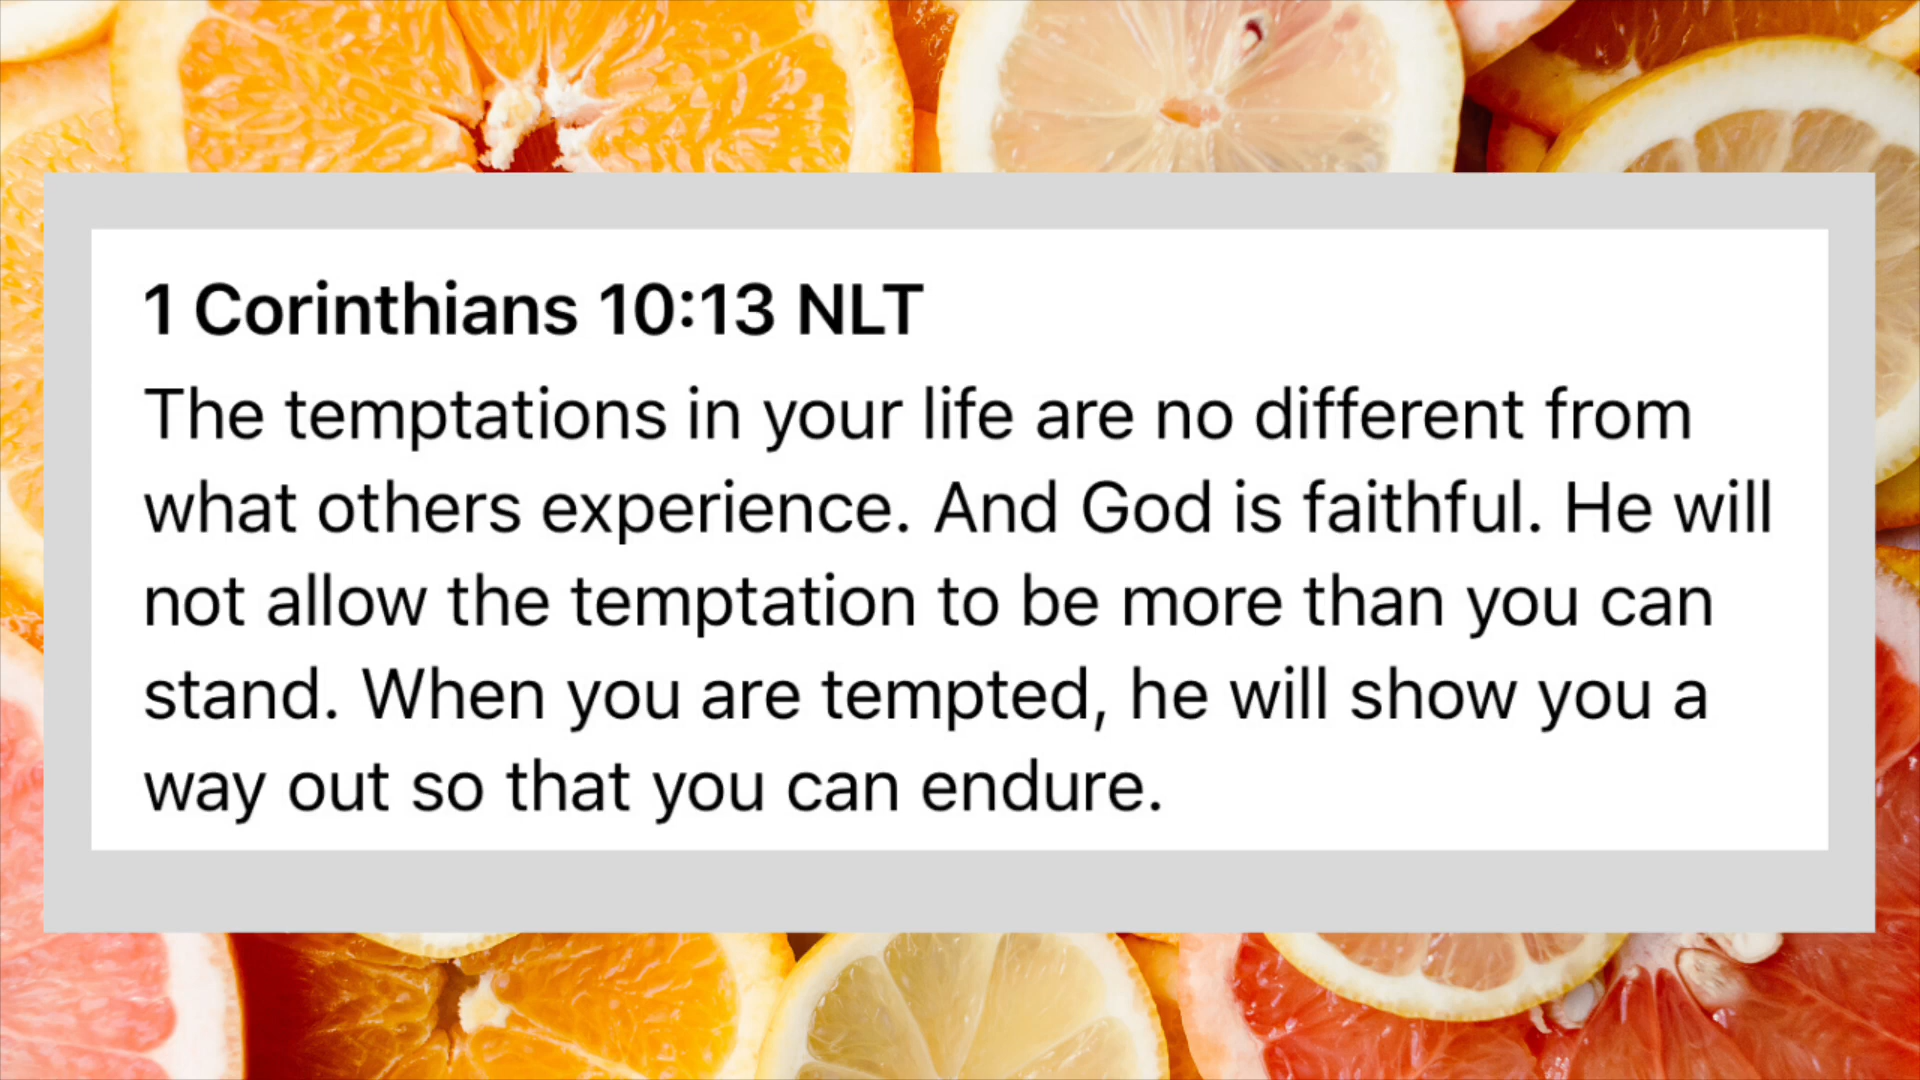 1 Corinthians 10:13 NLT
The temptations in your life are no different from
what others experience. And God is faithful. He will
not allow the temptation to be more than you can
stand. When you are tempted, he will show you a
way out so that you can endure.